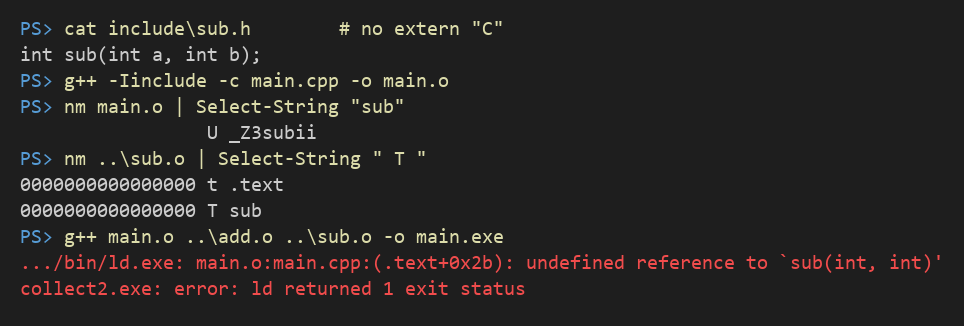 PS> cat include\sub.h        # no extern "C"
int sub(int a, int b);
PS> g++ -Iinclude -c main.cpp -o main.o
PS> nm main.o | Select-String "sub"
                 U _Z3subii
PS> nm ..\sub.o | Select-String " T "
0000000000000000 t .text
0000000000000000 T sub
PS> g++ main.o ..\add.o ..\sub.o -o main.exe
.../bin/ld.exe: main.o:main.cpp:(.text+0x2b): undefined reference to `sub(int, int)'
collect2.exe: error: ld returned 1 exit status